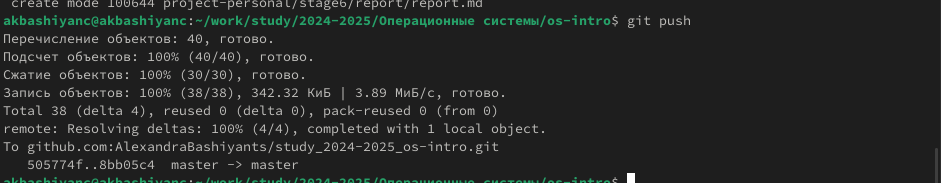 create mode 100644 project-personal/stage6/report/report.md
akbashiyanc@akbashiyanc:~/work/study/2024-2025/Операционные системы/os-intro$ git push
Перечисление объектов: 40, готово.
Подсчет объектов: 100% (40/40), готово.
Сжатие объектов: 100% (30/30), готово.
Запись объектов: 100% (38/38), 342.32 КиБ | 3.89 МиБ/с, готово.
Total 38 (delta 4), reused 0 (delta 0), pack-reused 0 (from 0)
remote: Resolving deltas: 100% (4/4), completed with 1 local object.
To github.com:AlexandraBashiyants/study_2024-2025_os-intro.git
505774f..8bb05c4  master -> master
akbashiyanc@akbashiyanc:~/work/study/2024-2025/Операционные системы/os-intro$